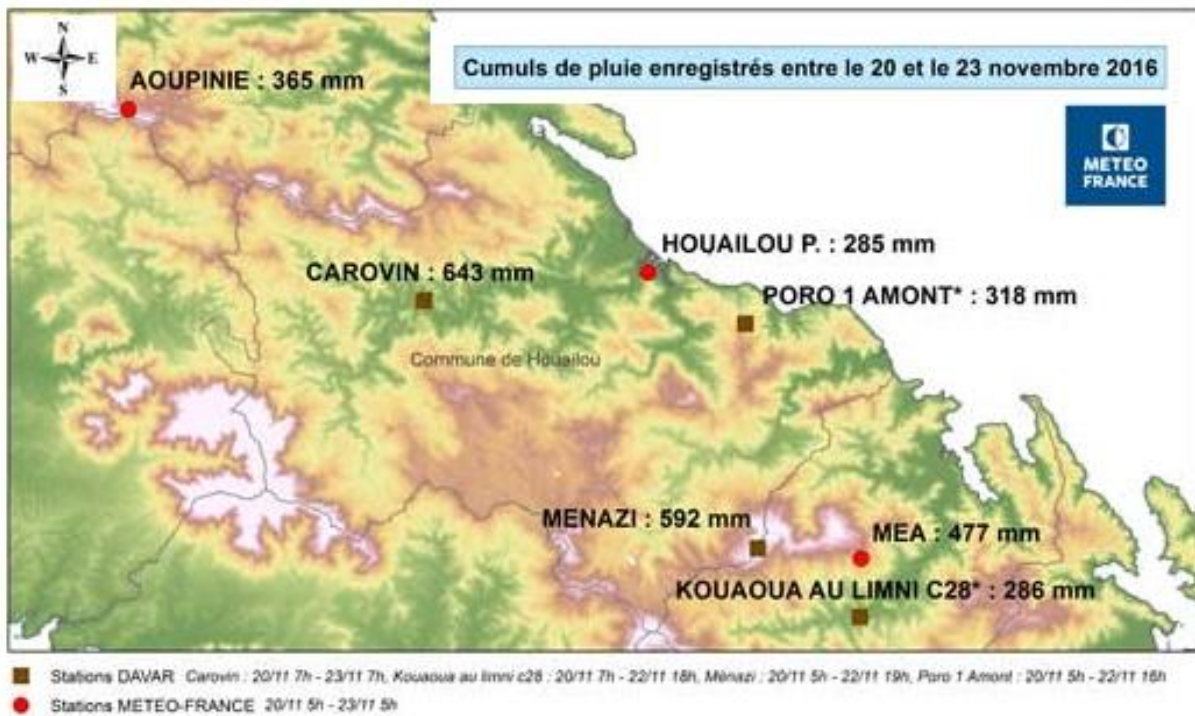 N
W E
S
Cumuls de pluie enregistrés entre le 20 et le 23 novembre 2016
AOUPINIE : 365 mm
METEO
FRANCE
HOUAILOU P. : 285 mm
CAROVIN : 643 mm
PORO 1 AMONT* : 318 mm
Commune de Houaïlou
MENAZI : 592 mm
MEA : 477 mm
KOUAOUA AU LIMNI C28* : 286 mm
Stations DAVAR Carovin : 20/11 7h - 23/11 7h, Kouaoua au limni c28 : 20/11 7h - 22/11 18h, Ménazi : 20/11 5h - 22/11 19h, Poro 1 Amont : 20/11 5h - 22/11 16h
Stations METEO-FRANCE 20/11 5h - 23/11 5h